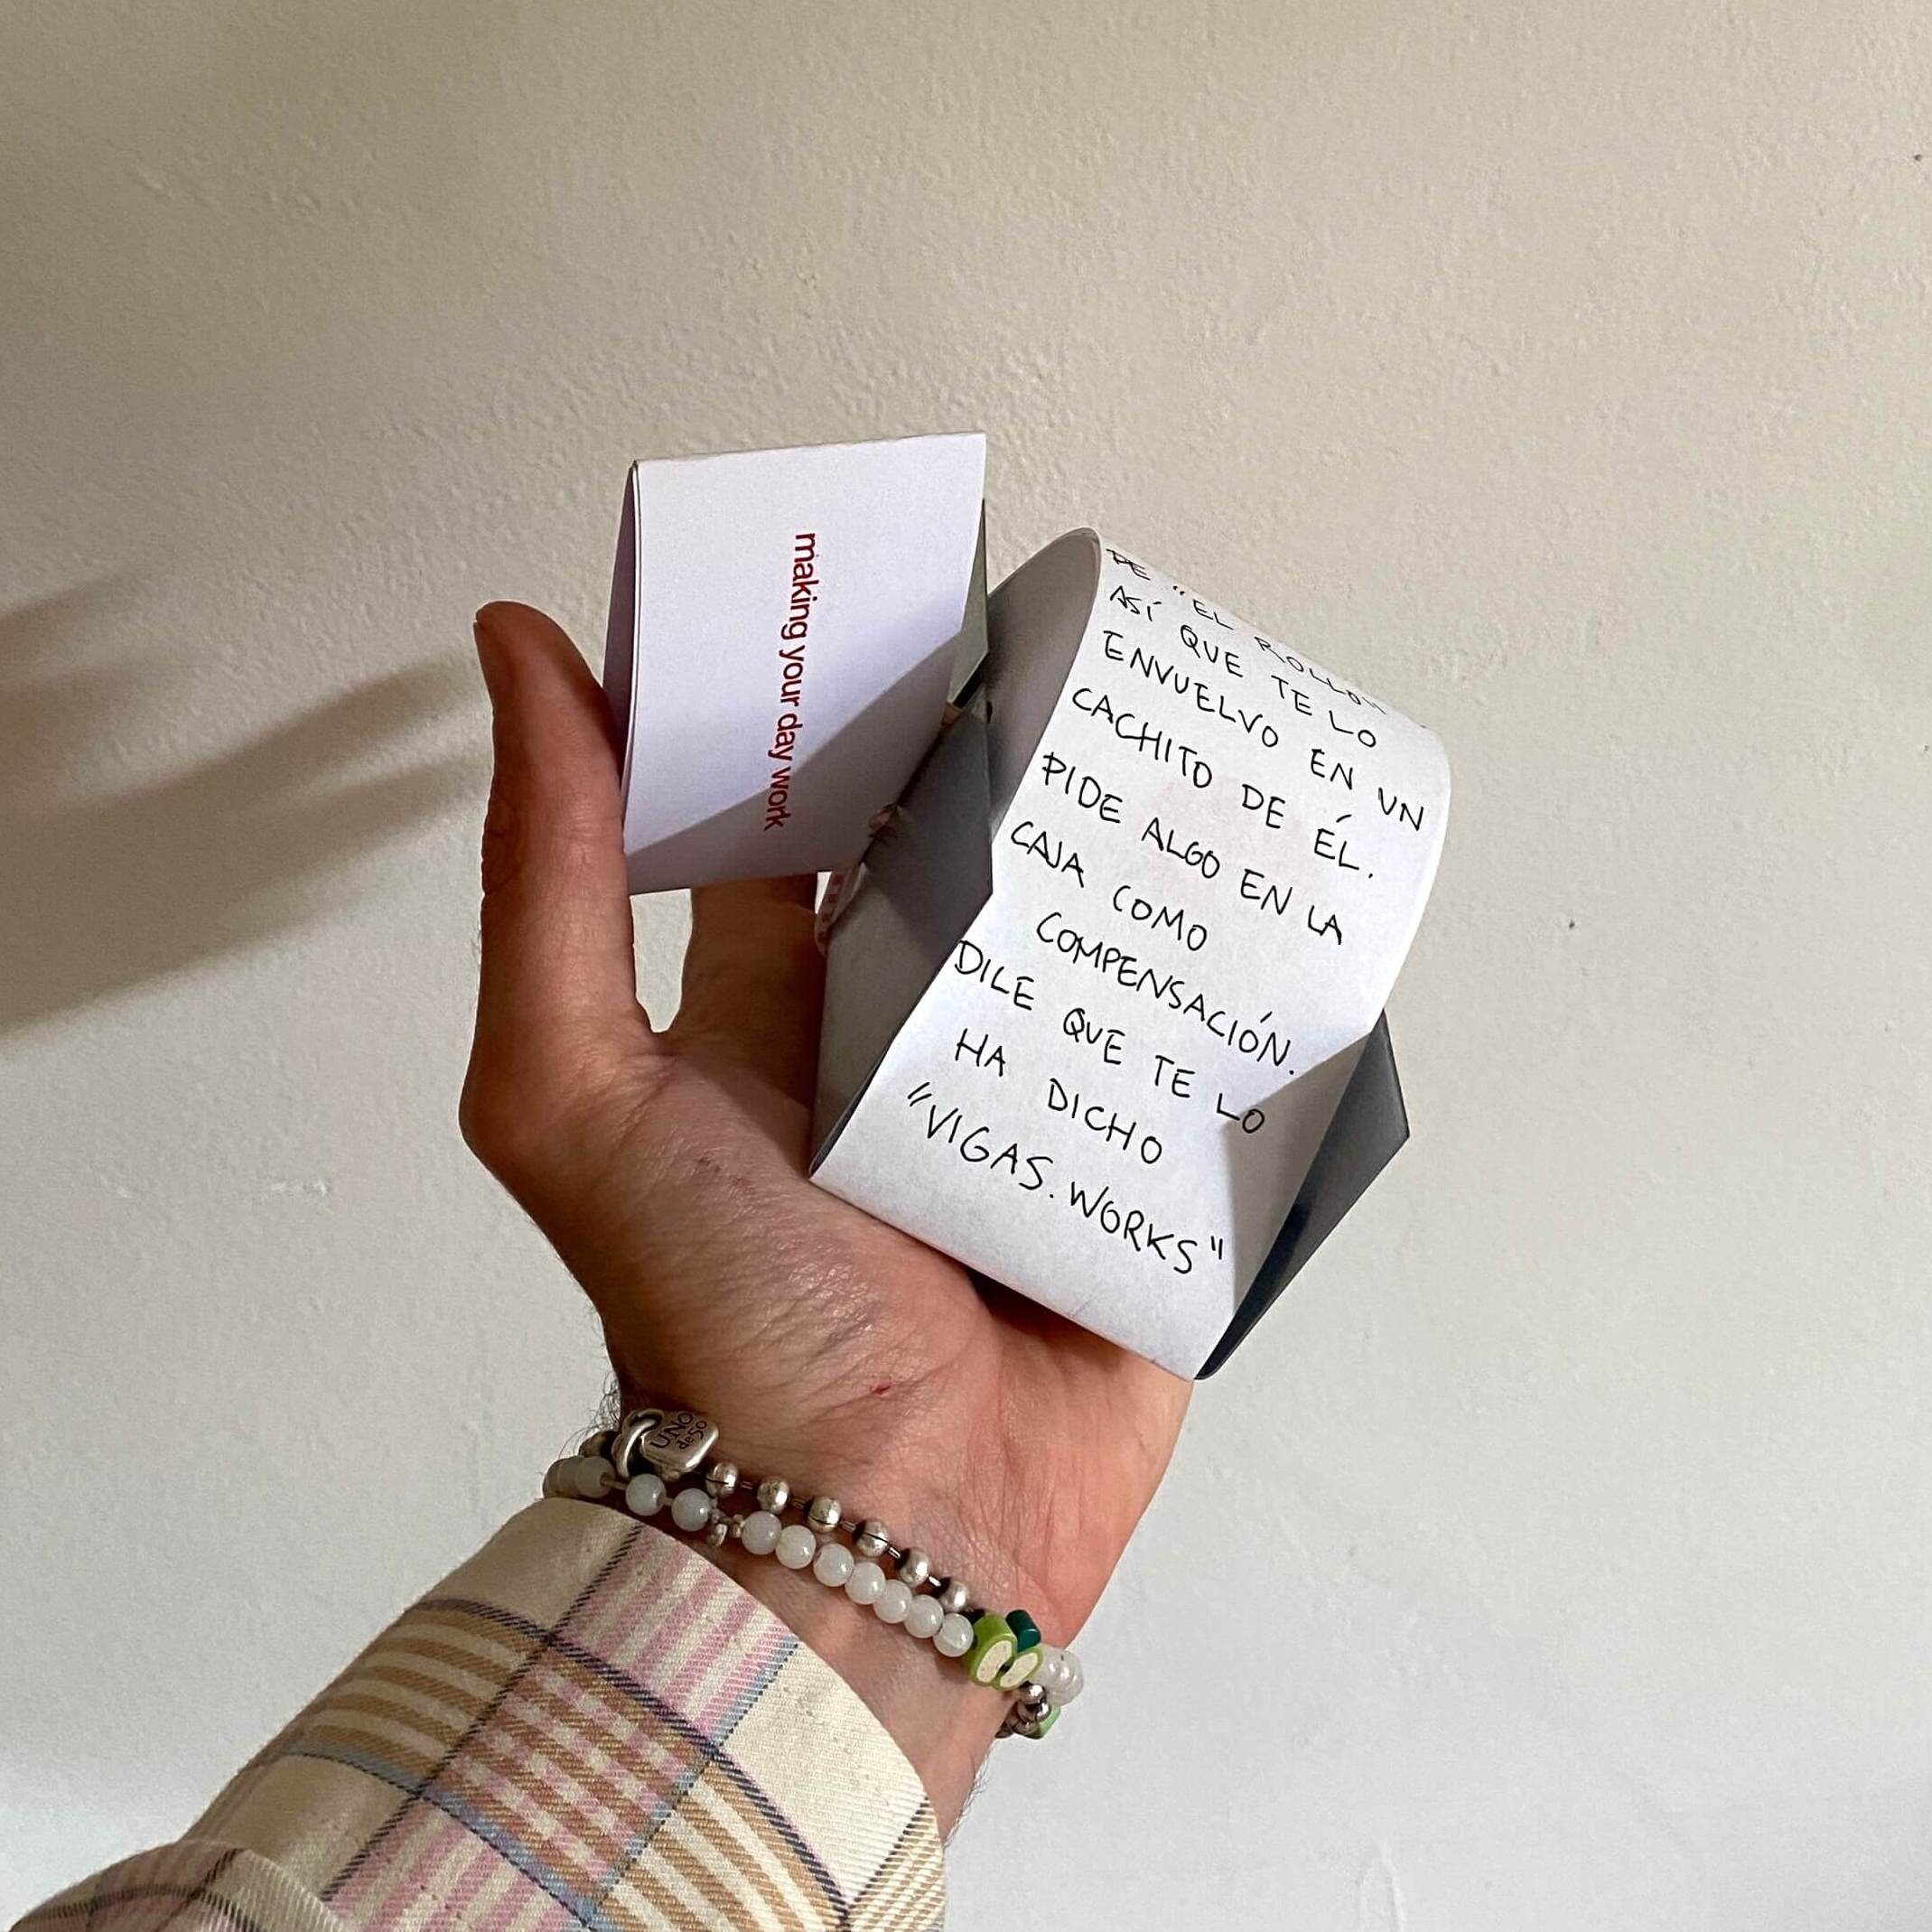 making your day work
DE "EL ROLLO"
ASÍ QUE TE LO
ENVUELVO EN UN
CACHITO DE ÉL.
PIDE ALGO EN LA
CAJA COMO
COMPENSACIÓN.
DILE QUE TE LO
HA DICHO
"VIGAS.WORKS"
UNO
de 50